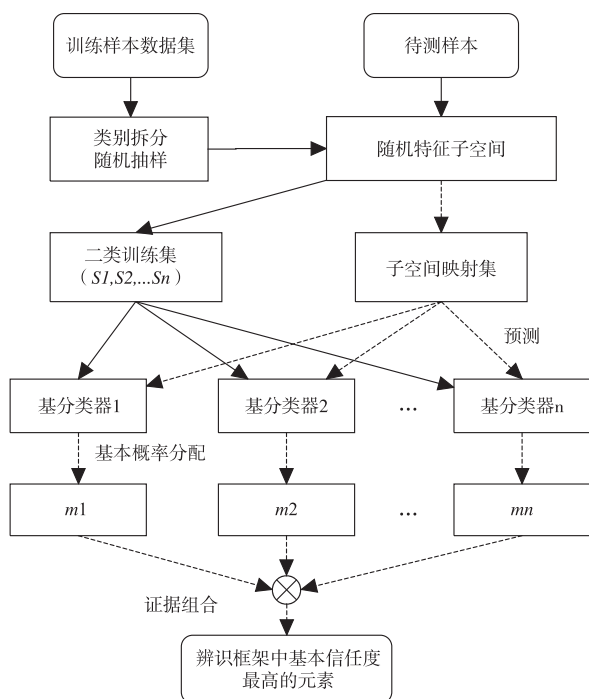 训练样本数据集
待测样本
类别拆分
随机抽样
随机特征子空间
二类训练集
（S1,S2,...Sn）
子空间映射集
预测
基分类器1
基分类器2
...
基分类器n
基本概率分配
m1
m2
...
mn
证据组合
辨识框架中基本信任度
最高的元素